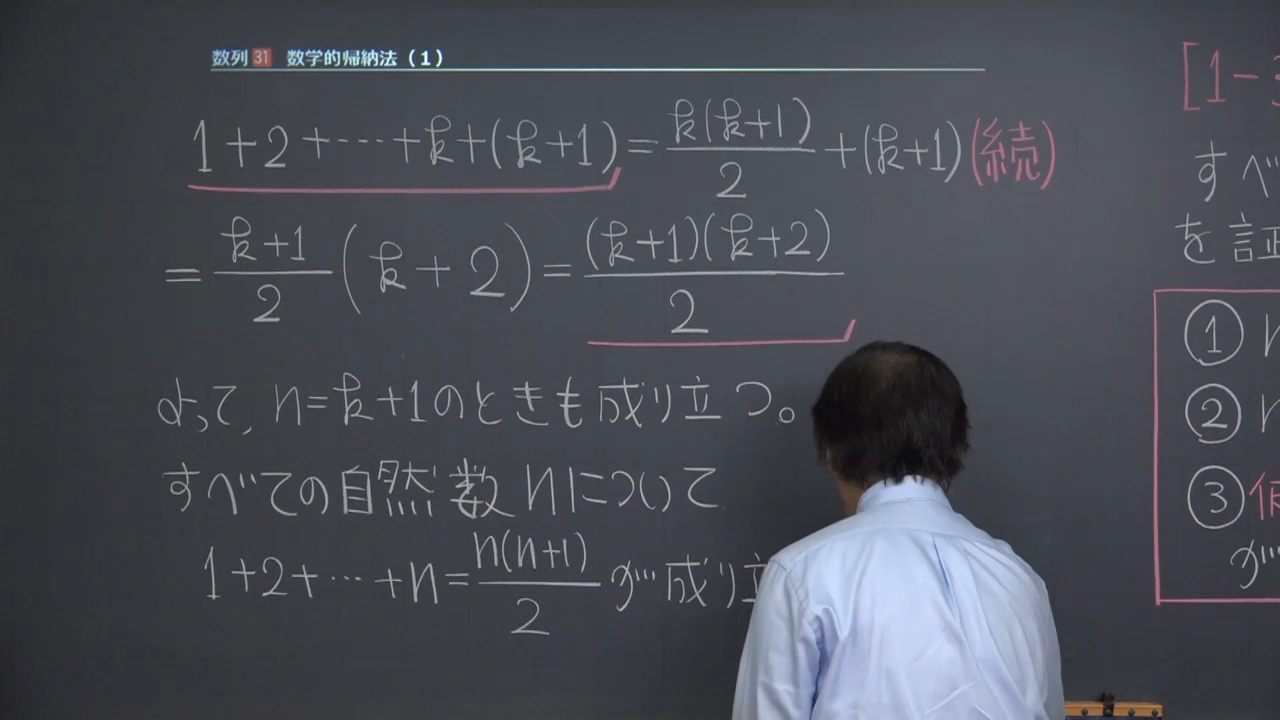 数列 31 数学的帰納法(1)
1+2+⋯+k+(k+1)=k(k+1)/2+(k+1)(続)
=k+1/2(k+2)=(k+1)(k+2)/2
よって, n=k+1のときも成り立つ。
すべての自然数nについて
1+2+⋯+n=n(n+1)/2が成り立
[1-
すべ
を証
① n
② n
③仮
が